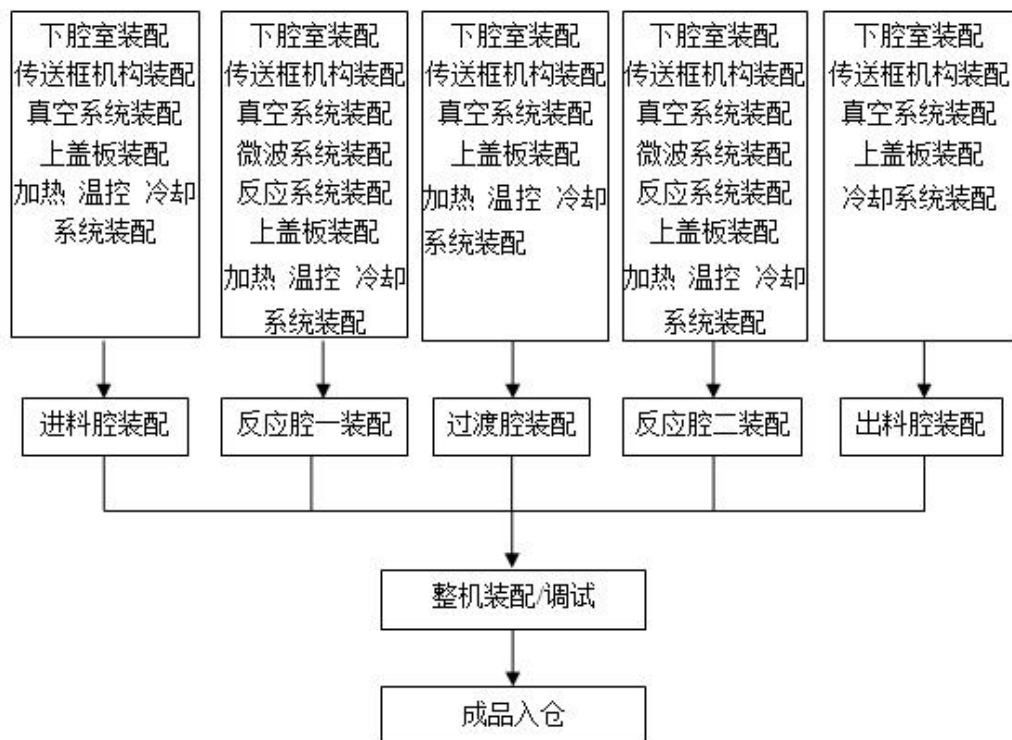 下腔室装配
传送框机构装配
真空系统装配
上盖板装配
加热 温控 冷却
系统装配
下腔室装配
传送框机构装配
真空系统装配
微波系统装配
反应系统装配
上盖板装配
加热 温控 冷却
系统装配
下腔室装配
传送框机构装配
真空系统装配
上盖板装配
加热 温控 冷却
系统装配
下腔室装配
传送框机构装配
真空系统装配
微波系统装配
反应系统装配
上盖板装配
加热 温控 冷却
系统装配
下腔室装配
传送框机构装配
真空系统装配
上盖板装配
冷却系统装配
进料腔装配
反应腔一装配
过渡腔装配
反应腔二装配
出料腔装配
整机装配/调试
成品入仓